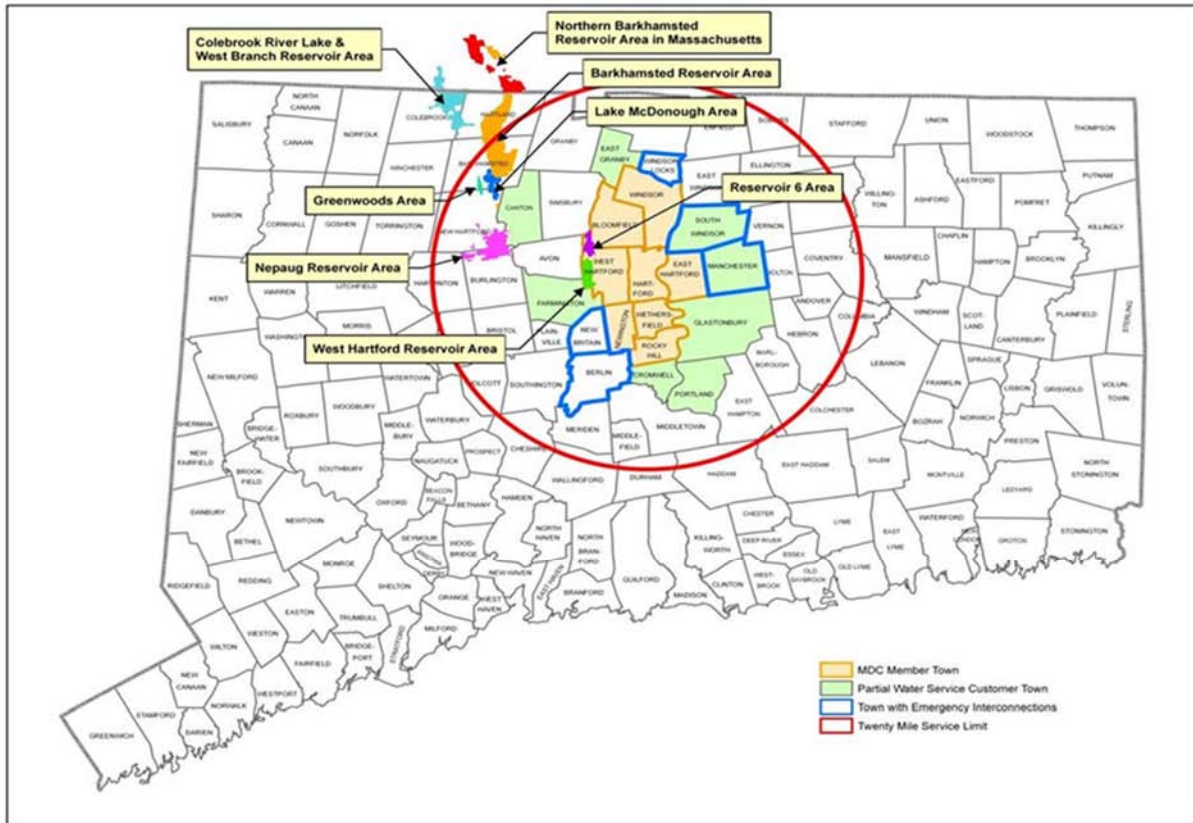 Colebrook River Lake &
West Branch Reservoir Area
Northern Barkhamsted
Reservoir Area in Massachusetts
Barkhamsted Reservoir Area
Lake McDonough Area
Greenwoods Area
Reservoir 6 Area
Nepaug Reservoir Area
West Hartford Reservoir Area
SALISBURY
NORTH
CANAAN
CANAAN
NORFOLK
COLEBROOK
HARTLAND
WINCHESTER
GRANBY
EAST
GRANBY
WINDSOR
LOCKS
STAFFORD
UNION
WOODSTOCK
THOMPSON
SHARON
CORNWALL
GOSHEN
TORRINGTON
NEW HARTFORD
CANTON
SIMSBURY
BLOOMFIELD
WINDSOR
EAST
ELLINGTON
SOUTH
WINDSOR
VERNON
WILLING-
TON
ASHFORD
EASTFORD
POMFRET
PUTNAM
KILLINGLY
KENT
WARREN
LITCHFIELD
BURLINGTON
AVON
WEST
HARTFORD
HART-
FORD
EAST
HARTFORD
MANCHESTER
COVENTRY
MANSFIELD
CHAPLIN
HAMPTON
BROOKLYN
WASHINGTON
MORRIS
BRISTOL
FARMINGTON
PLAIN-
VILLE
NEW
BRITAIN
NEWINGTON
WETHERS-
FIELD
ROCKY
HILL
GLASTONBURY
ANDOVER
COLUMBIA
HEBRON
WINDHAM
SCOT-
LAND
CANTERBURY
PLAINFIELD
STERLING
NEW MILFORD
ROXBURY
WOODBURY
WATERTOWN
SOUTHINGTON
BERLIN
CROMWELL
PORTLAND
MARL-
BOROUGH
EAST
HAMPTON
LEBANON
SPRAGUE
FRANKLIN
LISBON
GRISWOLD
VOLUN-
TOWN
SHERMAN
NEW
FAIRFIELD
BRIDGE-
WATER
BROOK-
FIELD
SOUTHBURY
MIDDLE-
BURY
WATERBURY
NAUGATUCK
PROSPECT
CHESHIRE
MERIDEN
MIDDLE-
FIELD
MIDDLETOWN
COLCHESTER
BOZRAH
NORWICH
PRESTON
NORTH
STONINGTON
DANBURY
BETHEL
NEWTOWN
OXFORD
BEACON
FALLS
BETHANY
HAMDEN
WALLINGFORD
DURHAM
HADDAM
EAST HADDAM
SALEM
MONTVILLE
LEDYARD
RIDGEFIELD
REDDING
MONROE
SEYMOUR
WOOD-
BRIDGE
NORTH
HAVEN
NORTH
BRAN-
FORD
CHESTER
DEEP RIVER
ESSEX
LYME
EAST
LYME
WATERFORD
GROTON
STONINGTON
EASTON
SHELTON
DERBY
ORANGE
NEW HAVEN
WEST
HAVEN
EAST HAVEN
BRANFORD
GUILFORD
MADISON
KILLING-
WORTH
CLINTON
WEST-
BROOK
OLD
SAYBROOK
OLD LYME
WILTON
WESTON
TRUMBULL
STRATFORD
MILFORD
NEW
CANAAN
NORWALK
WESTPORT
FAIRFIELD
BRIDGE-
PORT
GREENWICH
STAMFORD
DARIEN
MDC Member Town
Partial Water Service Customer Town
Town with Emergency Interconnections
Twenty Mile Service Limit